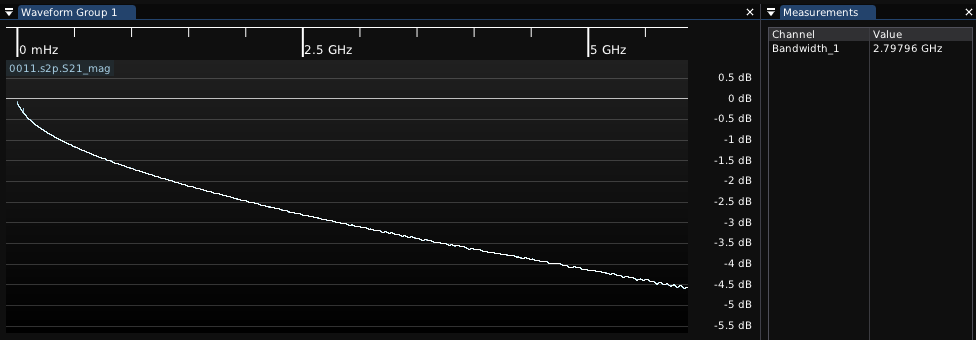 Waveform Group 1
0 mHz
2.5 GHz
5 GHz
0011.s2p.S21_mag
0.5 dB
0 dB
-0.5 dB
-1 dB
-1.5 dB
-2 dB
-2.5 dB
-3 dB
-3.5 dB
-4 dB
-4.5 dB
-5 dB
-5.5 dB
Measurements
Channel Value
Bandwidth_1 2.79796 GHz